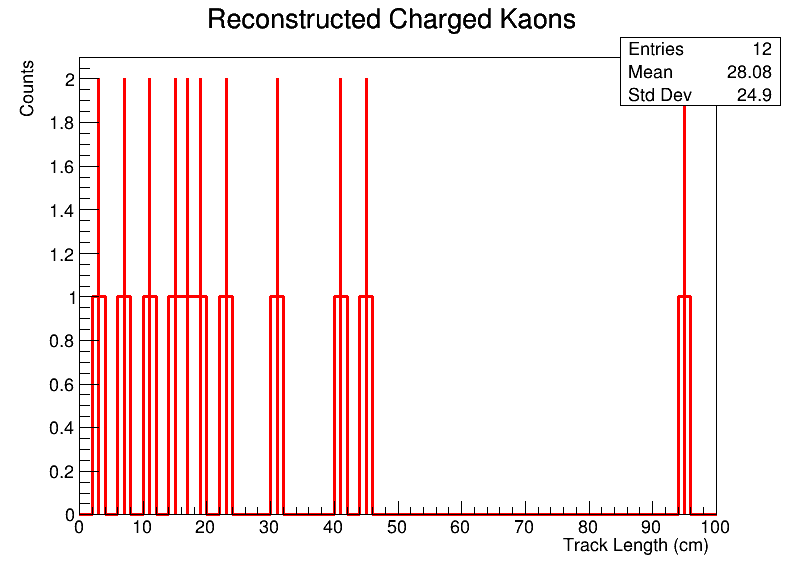 Reconstructed Charged Kaons
Entries 12
Mean 28.08
Std Dev 24.9
Counts
2
1.8
1.6
1.4
1.2
1
0.8
0.6
0.4
0.2
0
0 10 20 30 40 50 60 70 80 90 100
Track Length (cm)